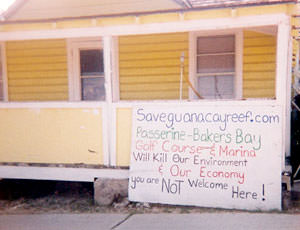 Saveguanacayreef.com
Passerine-Bakers Bay
Golf Course & Marina
Will Kill Our Environment
& Our Economy
you are NOT Welcome Here!